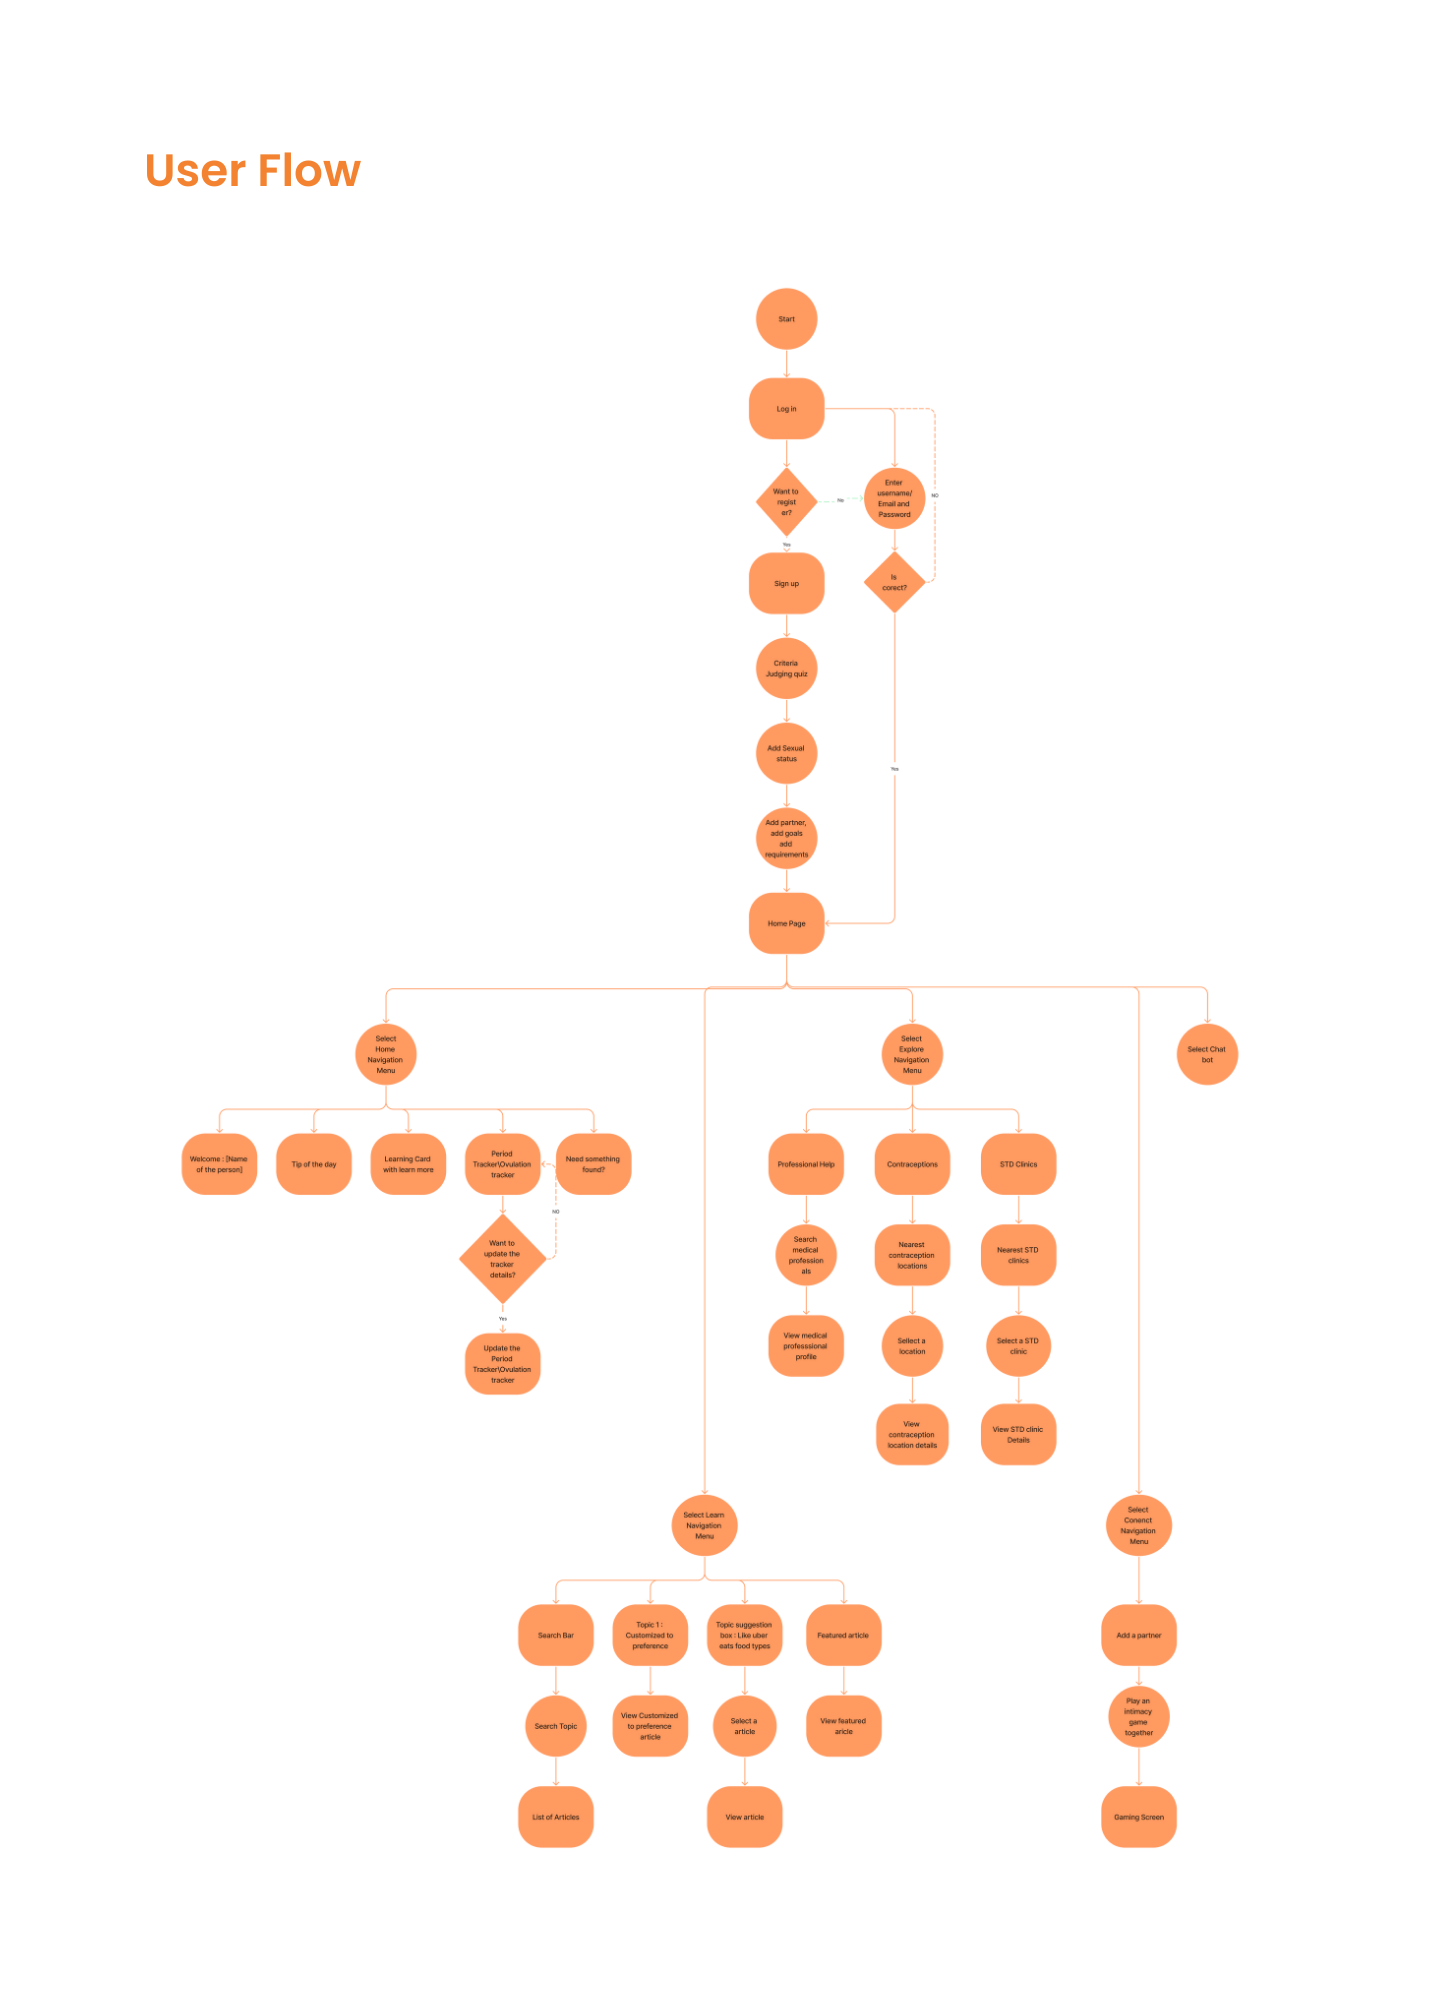 User Flow
Start
Log in
Want to
regist
er?
No
Enter
username/
Email and
Password
NO
Yes
Sign up
Is
corect?
Criteria
Judging quiz
Add Sexual
status
Yes
Add partner,
add goals
add
requirements
Home Page
Select
Home
Navigation
Menu
Select
Explore
Navigation
Menu
Select Chat
bot
Welcome : [Name
of the person]
Tip of the day
Learning Card
with learn more
Period
Tracker\Ovulation
tracker
Need something
found?
Professional Help
Contraceptions
STD Clinics
NO
Want to
update the
tracker
details?
Search
medical
profession
als
Nearest
contraception
locations
Nearest STD
clinics
Yes
Update the
Period
Tracker\Ovulation
tracker
View medical
professsional
profile
Sellect a
location
Select a STD
clinic
View
contraception
location details
View STD clinic
Details
Select Learn
Navigation
Menu
Select
Conenct
Navigation
Menu
Search Bar
Topic 1 :
Customized to
preference
Topic suggestion
box : Like uber
eats food types
Featured article
Add a partner
Search Topic
View Customized
to preference
article
Select a
article
View featured
aricle
Play an
intimacy
game
together
List of Articles
View article
Gaming Screen